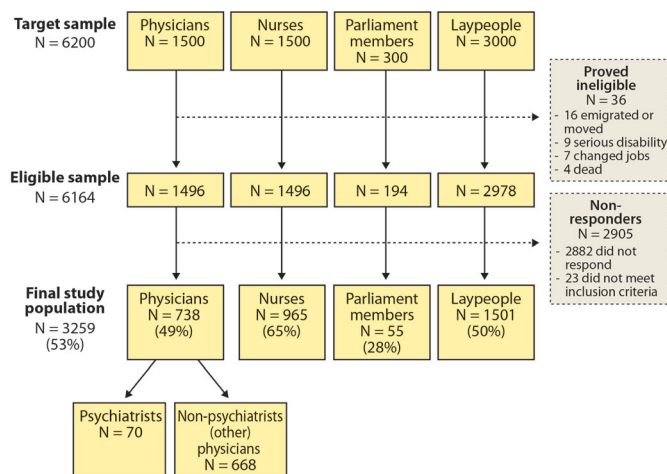 Target sample
N = 6200
Physicians
N = 1500
Nurses
N = 1500
Parliament
members
N = 300
Laypeople
N = 3000
Proved
ineligible
N = 36
- 16 emigrated or
moved
- 9 serious disability
- 7 changed jobs
- 4 dead
Eligible sample
N = 6164
N = 1496
N = 1496
N = 194
N = 2978
Non-
responders
N = 2905
- 2882 did not
respond
- 23 did not meet
inclusion criteria
Final study
population
N = 3259
(53%)
Physicians
N = 738
(49%)
Nurses
N = 965
(65%)
Parliament
members
N = 55
(28%)
Laypeople
N = 1501
(50%)
Psychiatrists
N = 70
Non-psychiatrists
(other)
physicians
N = 668